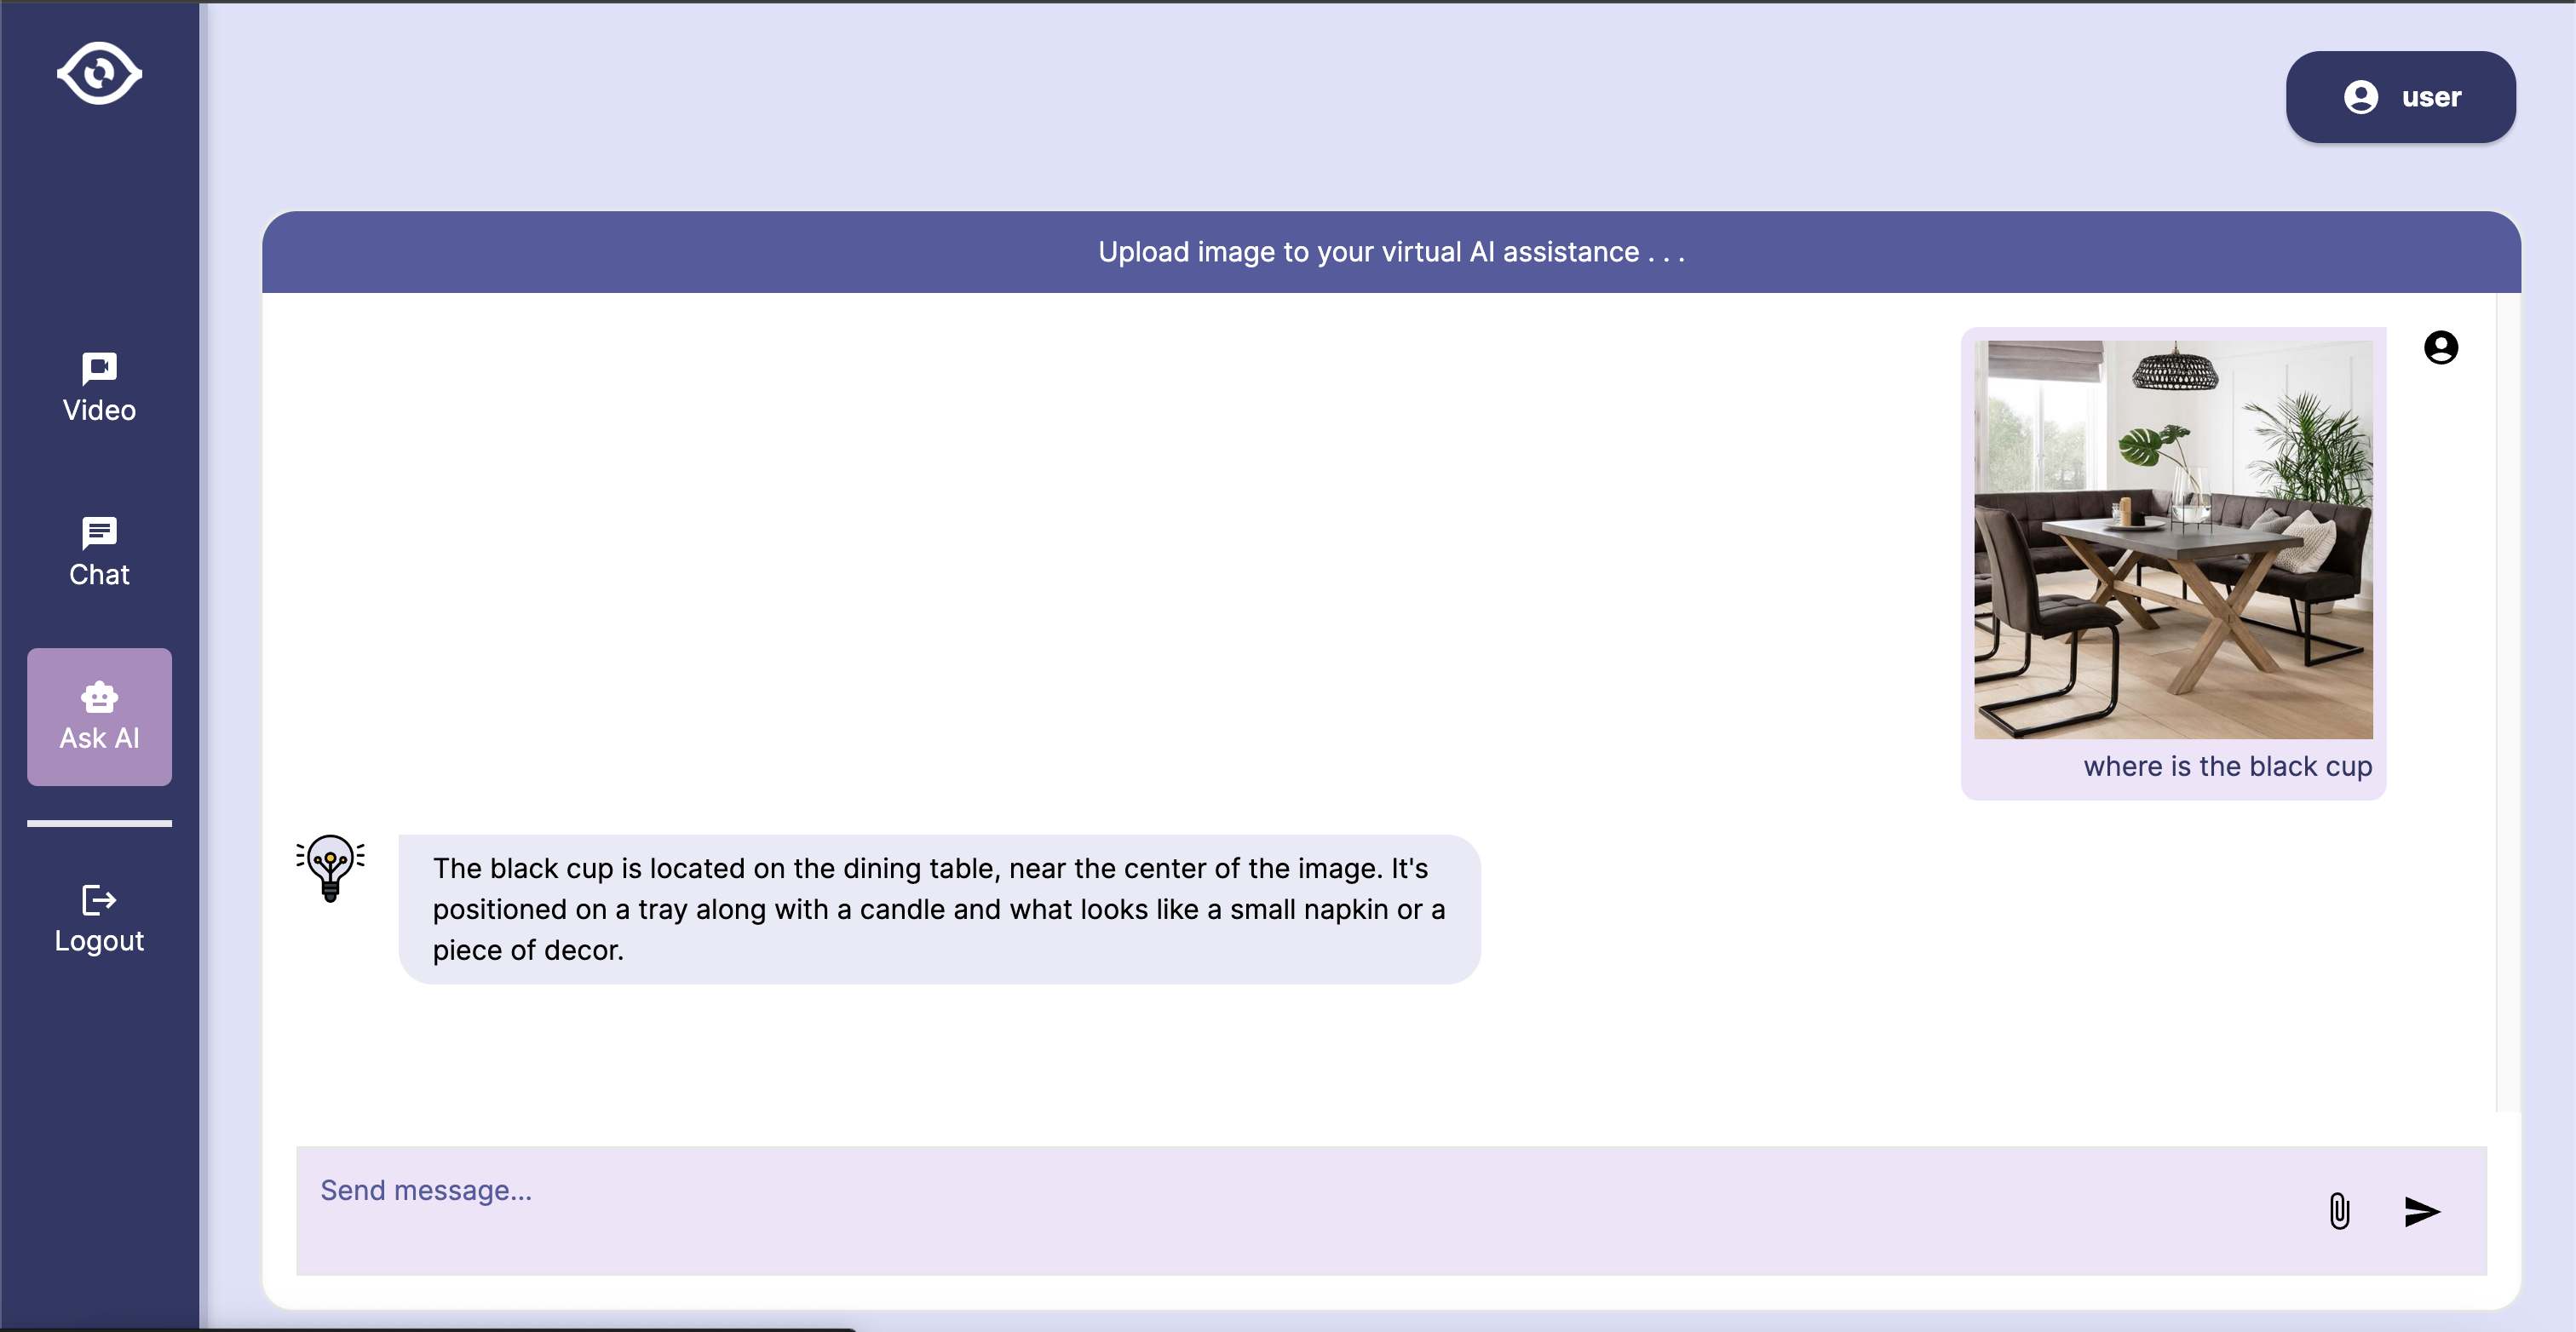 user
Upload image to your virtual AI assistance . . .
Video
Chat
Ask AI
Logout
where is the black cup
The black cup is located on the dining table, near the center of the image. It's
positioned on a tray along with a candle and what looks like a small napkin or a
piece of decor.
Send message...